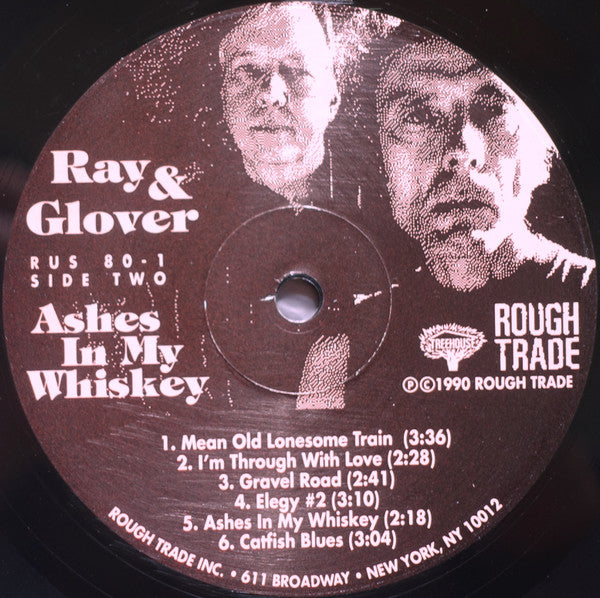 Ray &
Glover
RUS 80-1
SIDE TWO
Ashes
In My
Whiskey
TREEHOUSE
ROUGH
TRADE
℗©1990 ROUGH TRADE
1. Mean Old Lonesome Train (3:36)
2. I'm Through With Love (2:28)
3. Gravel Road (2:41)
4. Elegy #2 (3:10)
5. Ashes In My Whiskey (2:18)
6. Catfish Blues (3:04)
ROUGH TRADE INC. • 611 BROADWAY • NEW YORK, NY 10012